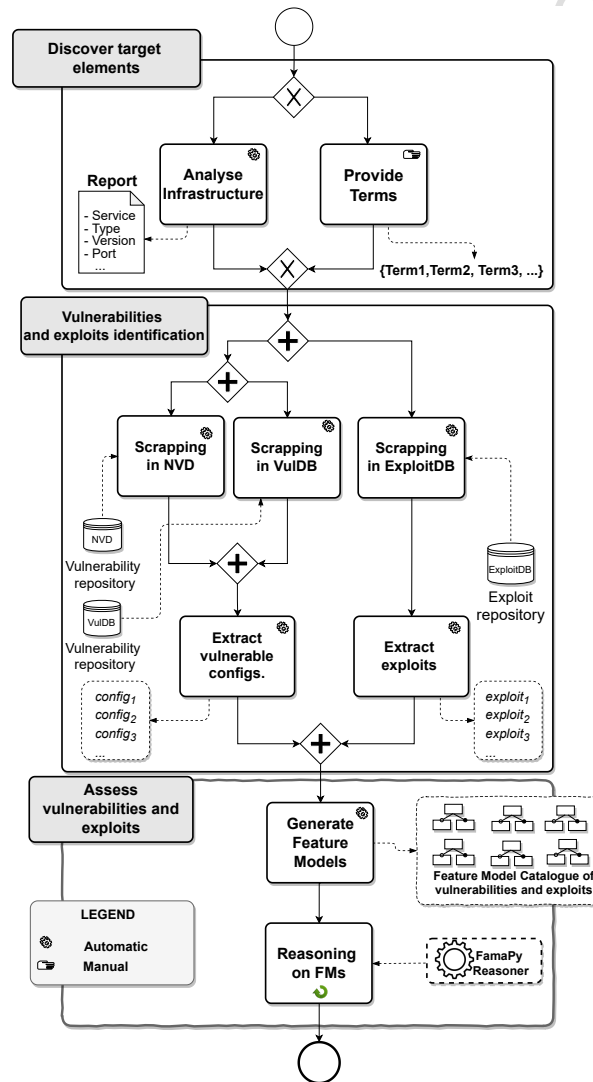 Discover target
elements
X
Analyse
Infrastructure
Provide
Terms
Report
- Service
- Type
- Version
- Port
...
{Term1,Term2, Term3, ...}
X
Vulnerabilities
and exploits identification
Scrapping
in NVD
Scrapping
in VulDB
Scrapping
in ExploitDB
NVD
Vulnerability
repository
ExploitDB
Exploit
repository
VulDB
Vulnerability
repository
Extract
vulnerable
configs.
Extract
exploits
config1
config2
config3
...
exploit1
exploit2
exploit3
...
Assess
vulnerabilities and
exploits
Generate
Feature
Models
Feature Model Catalogue of
vulnerabilities and exploits
LEGEND
Automatic
Manual
Reasoning
on FMs
FamaPy
Reasoner